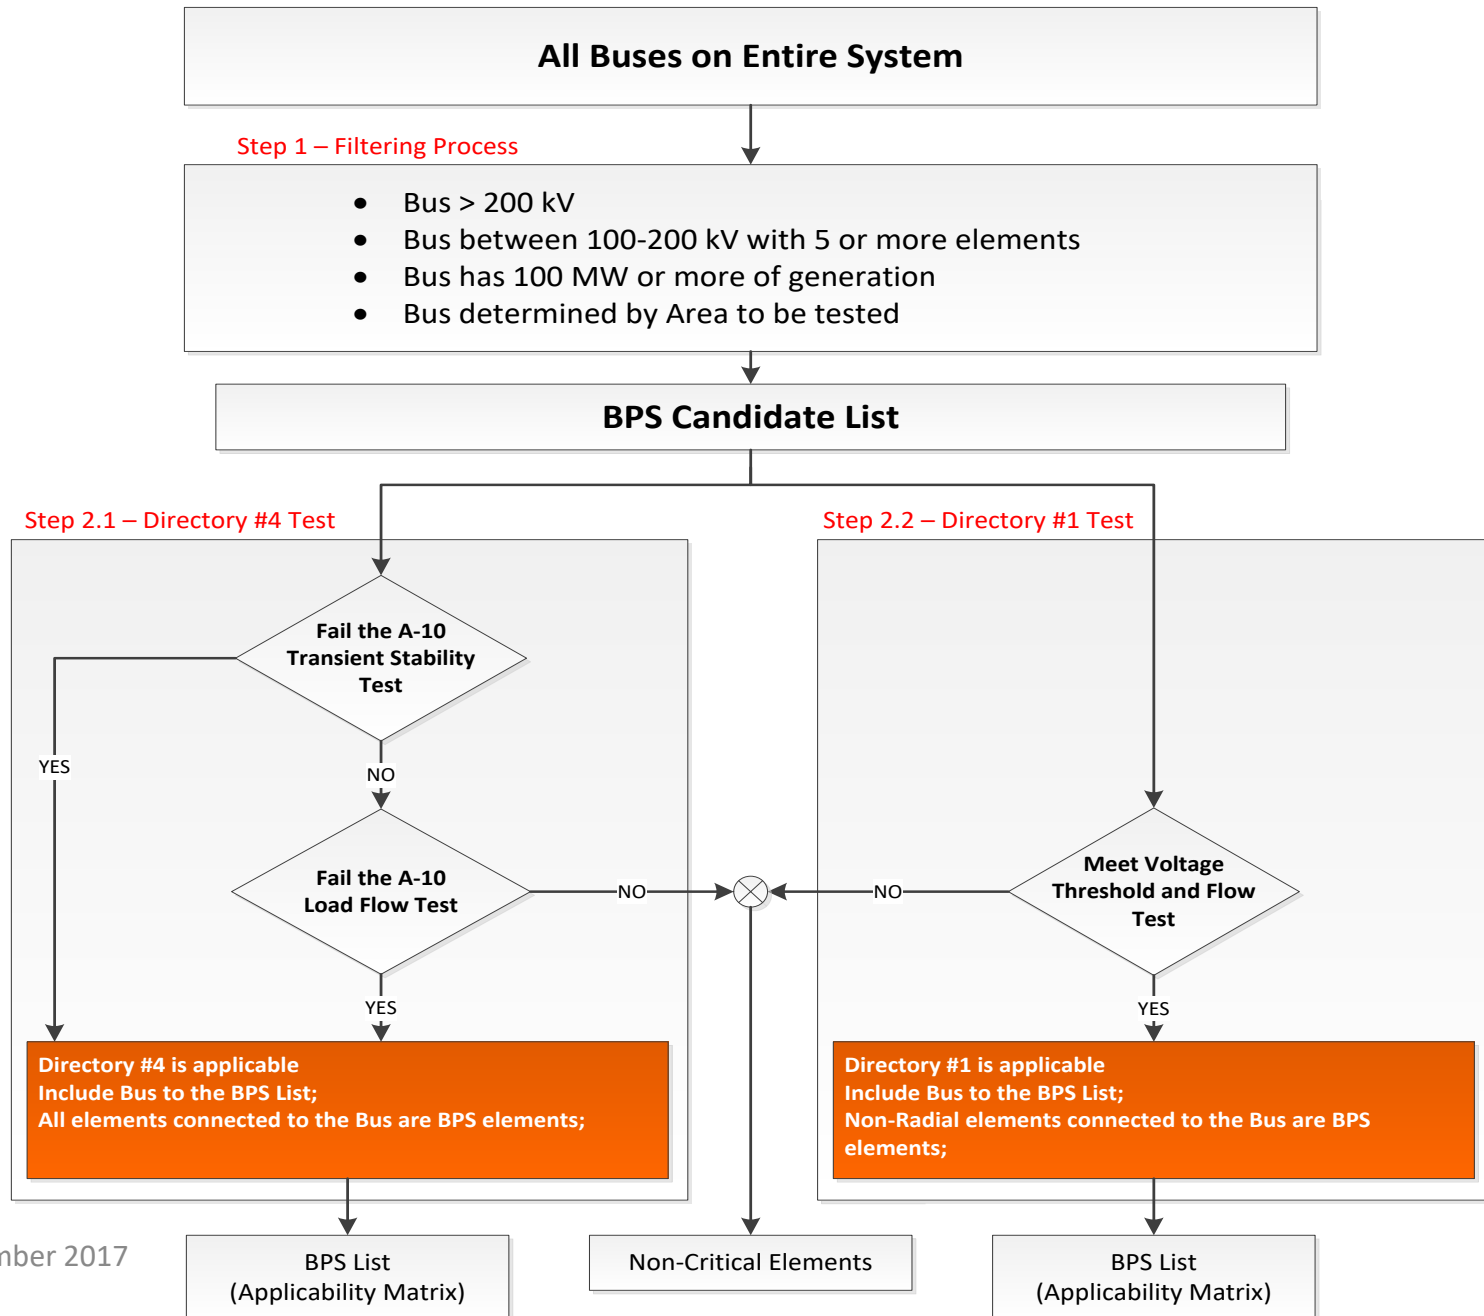 All Buses on Entire System
Step 1 – Filtering Process
• Bus > 200 kV
• Bus between 100-200 kV with 5 or more elements
• Bus has 100 MW or more of generation
• Bus determined by Area to be tested
BPS Candidate List
Step 2.1 – Directory #4 Test
Fail the A-10
Transient Stability
Test
YES
NO
Fail the A-10
Load Flow Test
NO
YES
Directory #4 is applicable
Include Bus to the BPS List;
All elements connected to the Bus are BPS elements;
BPS List
(Applicability Matrix)
Step 2.2 – Directory #1 Test
Meet Voltage
Threshold and Flow
Test
NO
YES
Directory #1 is applicable
Include Bus to the BPS List;
Non-Radial elements connected to the Bus are BPS
elements;
Non-Critical Elements
BPS List
(Applicability Matrix)
2017